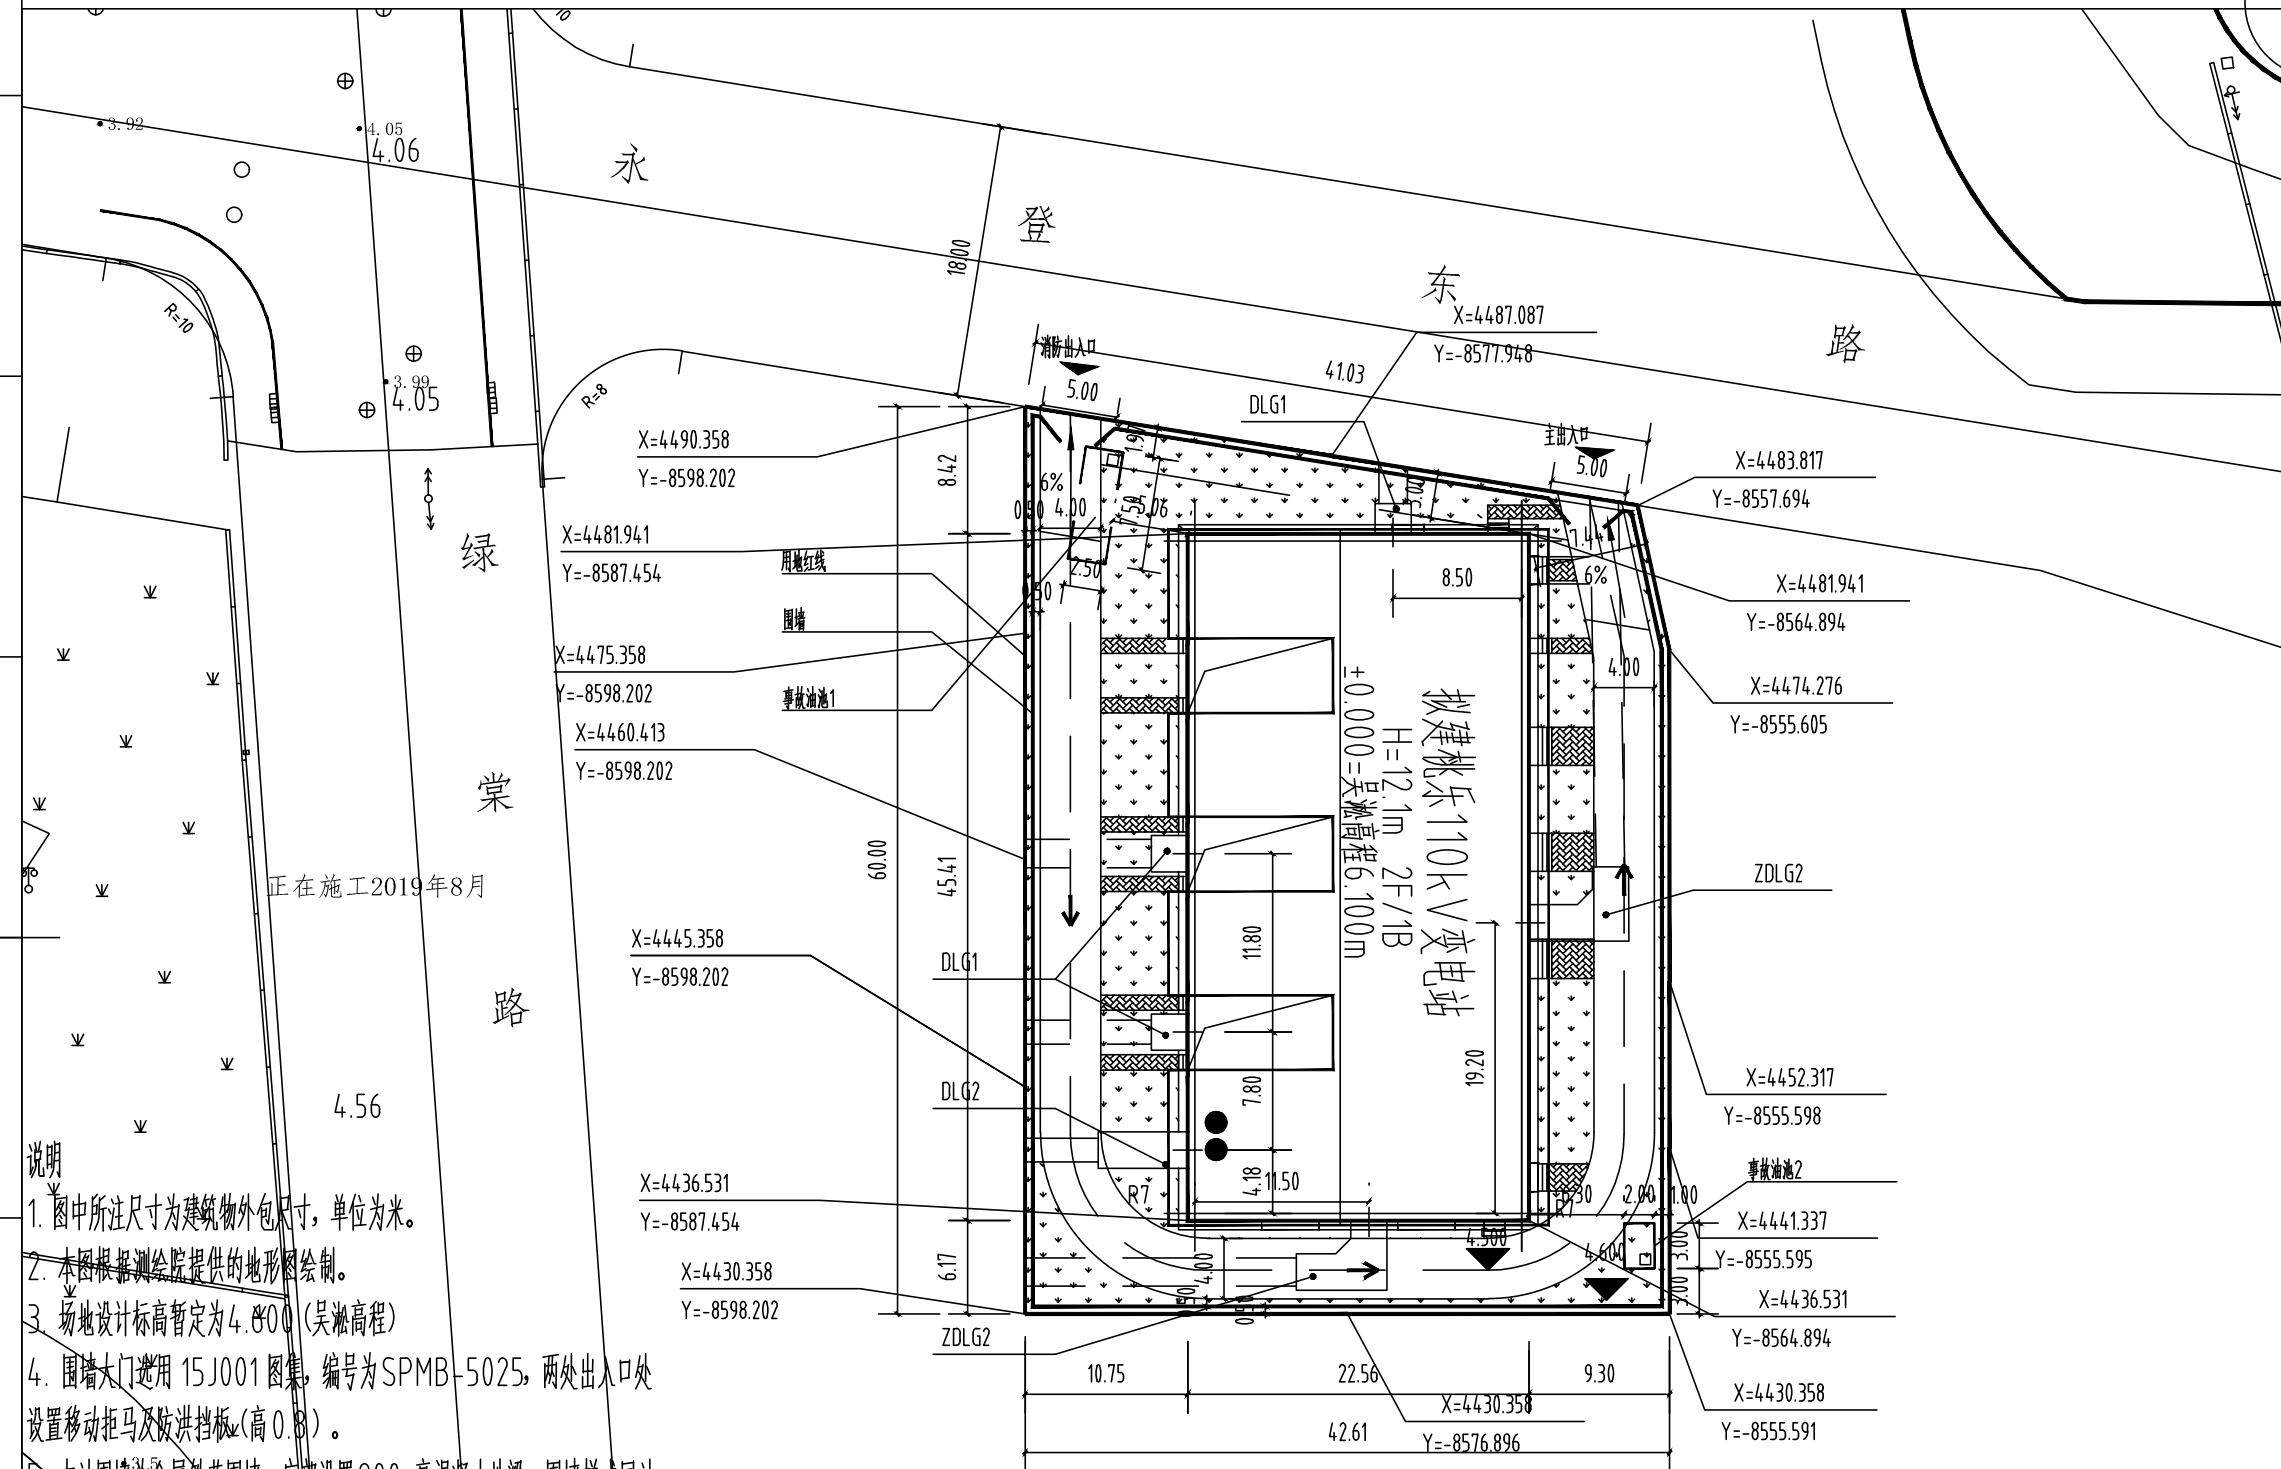 R=10
3.92
4.05
4.06
永
登
东
路
18.00
R=10
3.99
4.05
R=8
消防出入口
5.00
41.03
X=4487.087
Y=-8577.948
DLG1
主出入口
5.00
X=4490.358
Y=-8598.202
X=4483.817
Y=-8557.694
8.42
6%
0.50
4.00
7.50
5.06
5.00
X=4481.941
Y=-8587.454
用地红线
2.50
0.50
7.44
6%
8.50
X=4481.941
Y=-8564.894
围墙
X=4475.358
Y=-8598.202
事故油池1
4.00
X=4474.276
Y=-8555.605
X=4460.413
Y=-8598.202
绿
棠
路
60.00
45.41
拟建桃乐110kV变电站
H=12.1m 2F/1B
±0.000=吴淞高程6.100m
ZDLG2
正在施工2019年8月
X=4445.358
Y=-8598.202
DLG1
11.80
7.80
19.20
DLG2
4.56
X=4452.317
Y=-8555.598
事故油池2
X=4436.531
Y=-8587.454
R7
4.18
11.50
2.00
1.00
R7
X=4441.337
Y=-8555.595
3.00
3.00
4.500
4.600
6.17
4.00
0.50
X=4430.358
Y=-8598.202
ZDLG2
X=4436.531
Y=-8564.894
10.75
22.56
9.30
42.61
X=4430.358
Y=-8576.896
X=4430.358
Y=-8555.591
说明
1. 图中所注尺寸为建筑物外包尺寸，单位为米。
2. 本图根据测绘院提供的地形图绘制。
3. 场地设计标高暂定为4.600（吴淞高程）
4. 围墙大门选用 15J001 图集，编号为SPMB-5025，两处出入口处
设置移动拒马及防洪挡板（高0.8）。